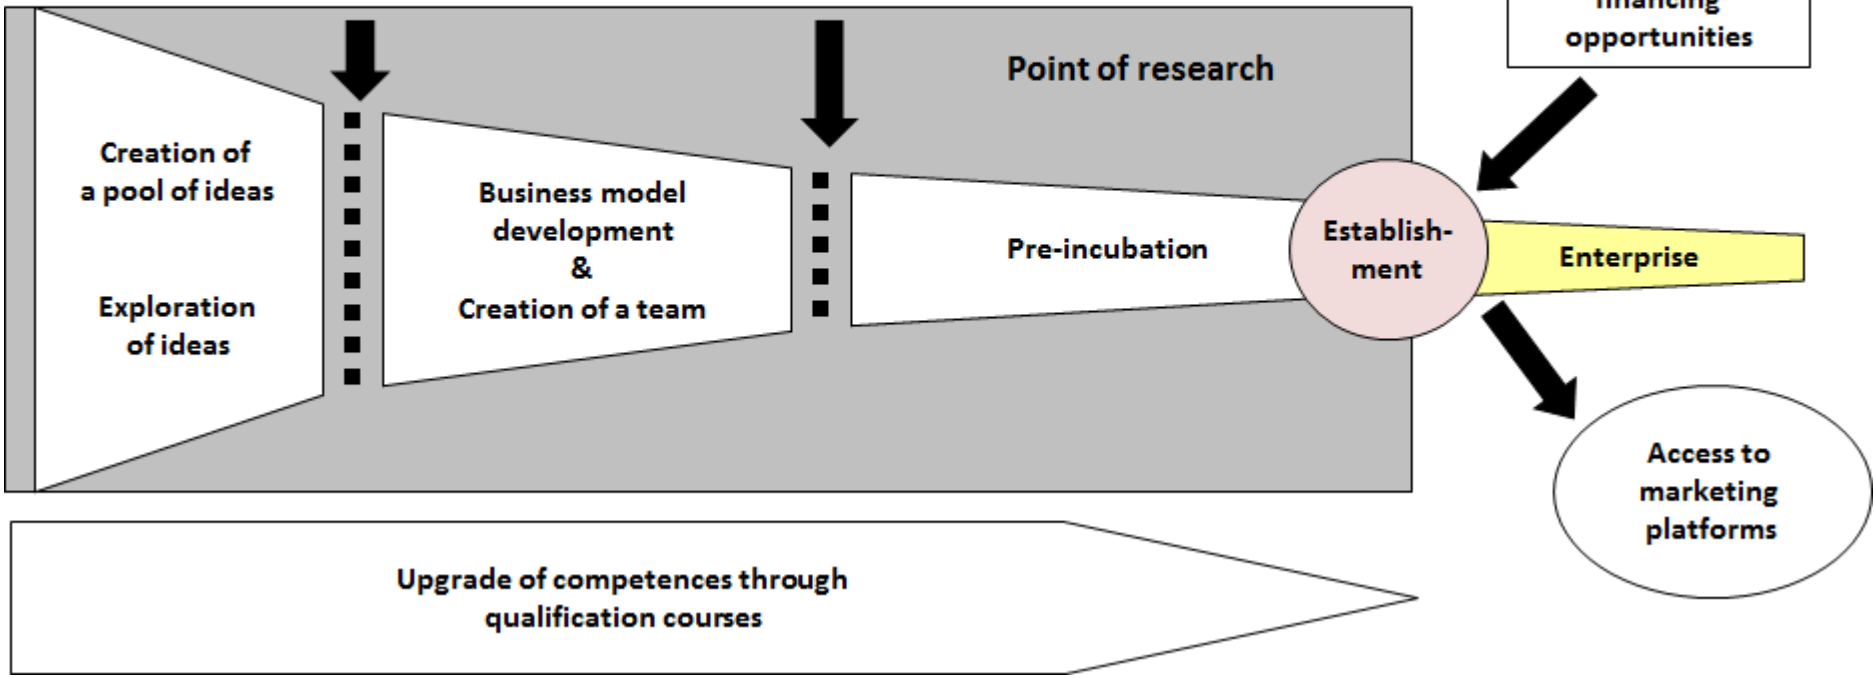 financing
opportunities
Point of research
Creation of
a pool of ideas
Exploration
of ideas
Business model
development
&
Creation of a team
Pre-incubation
Establish-
ment
Enterprise
Access to
marketing
platforms
Upgrade of competences through
qualification courses